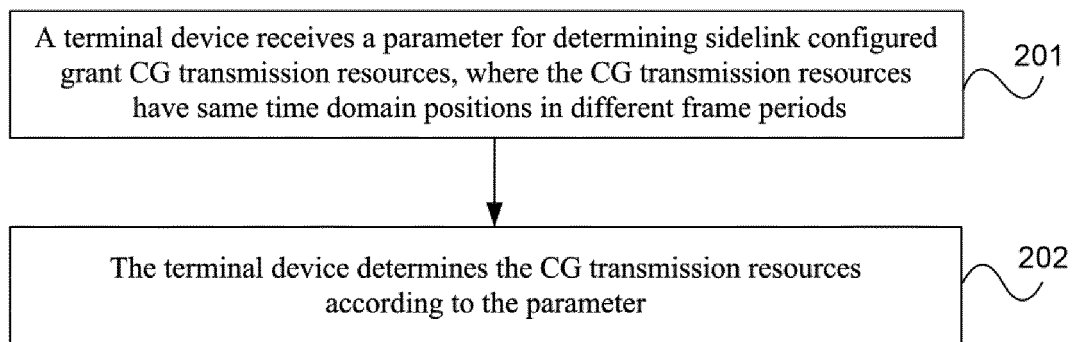 A terminal device receives a parameter for determining sidelink configured
grant CG transmission resources, where the CG transmission resources
have same time domain positions in different frame periods
201
The terminal device determines the CG transmission resources
according to the parameter
202